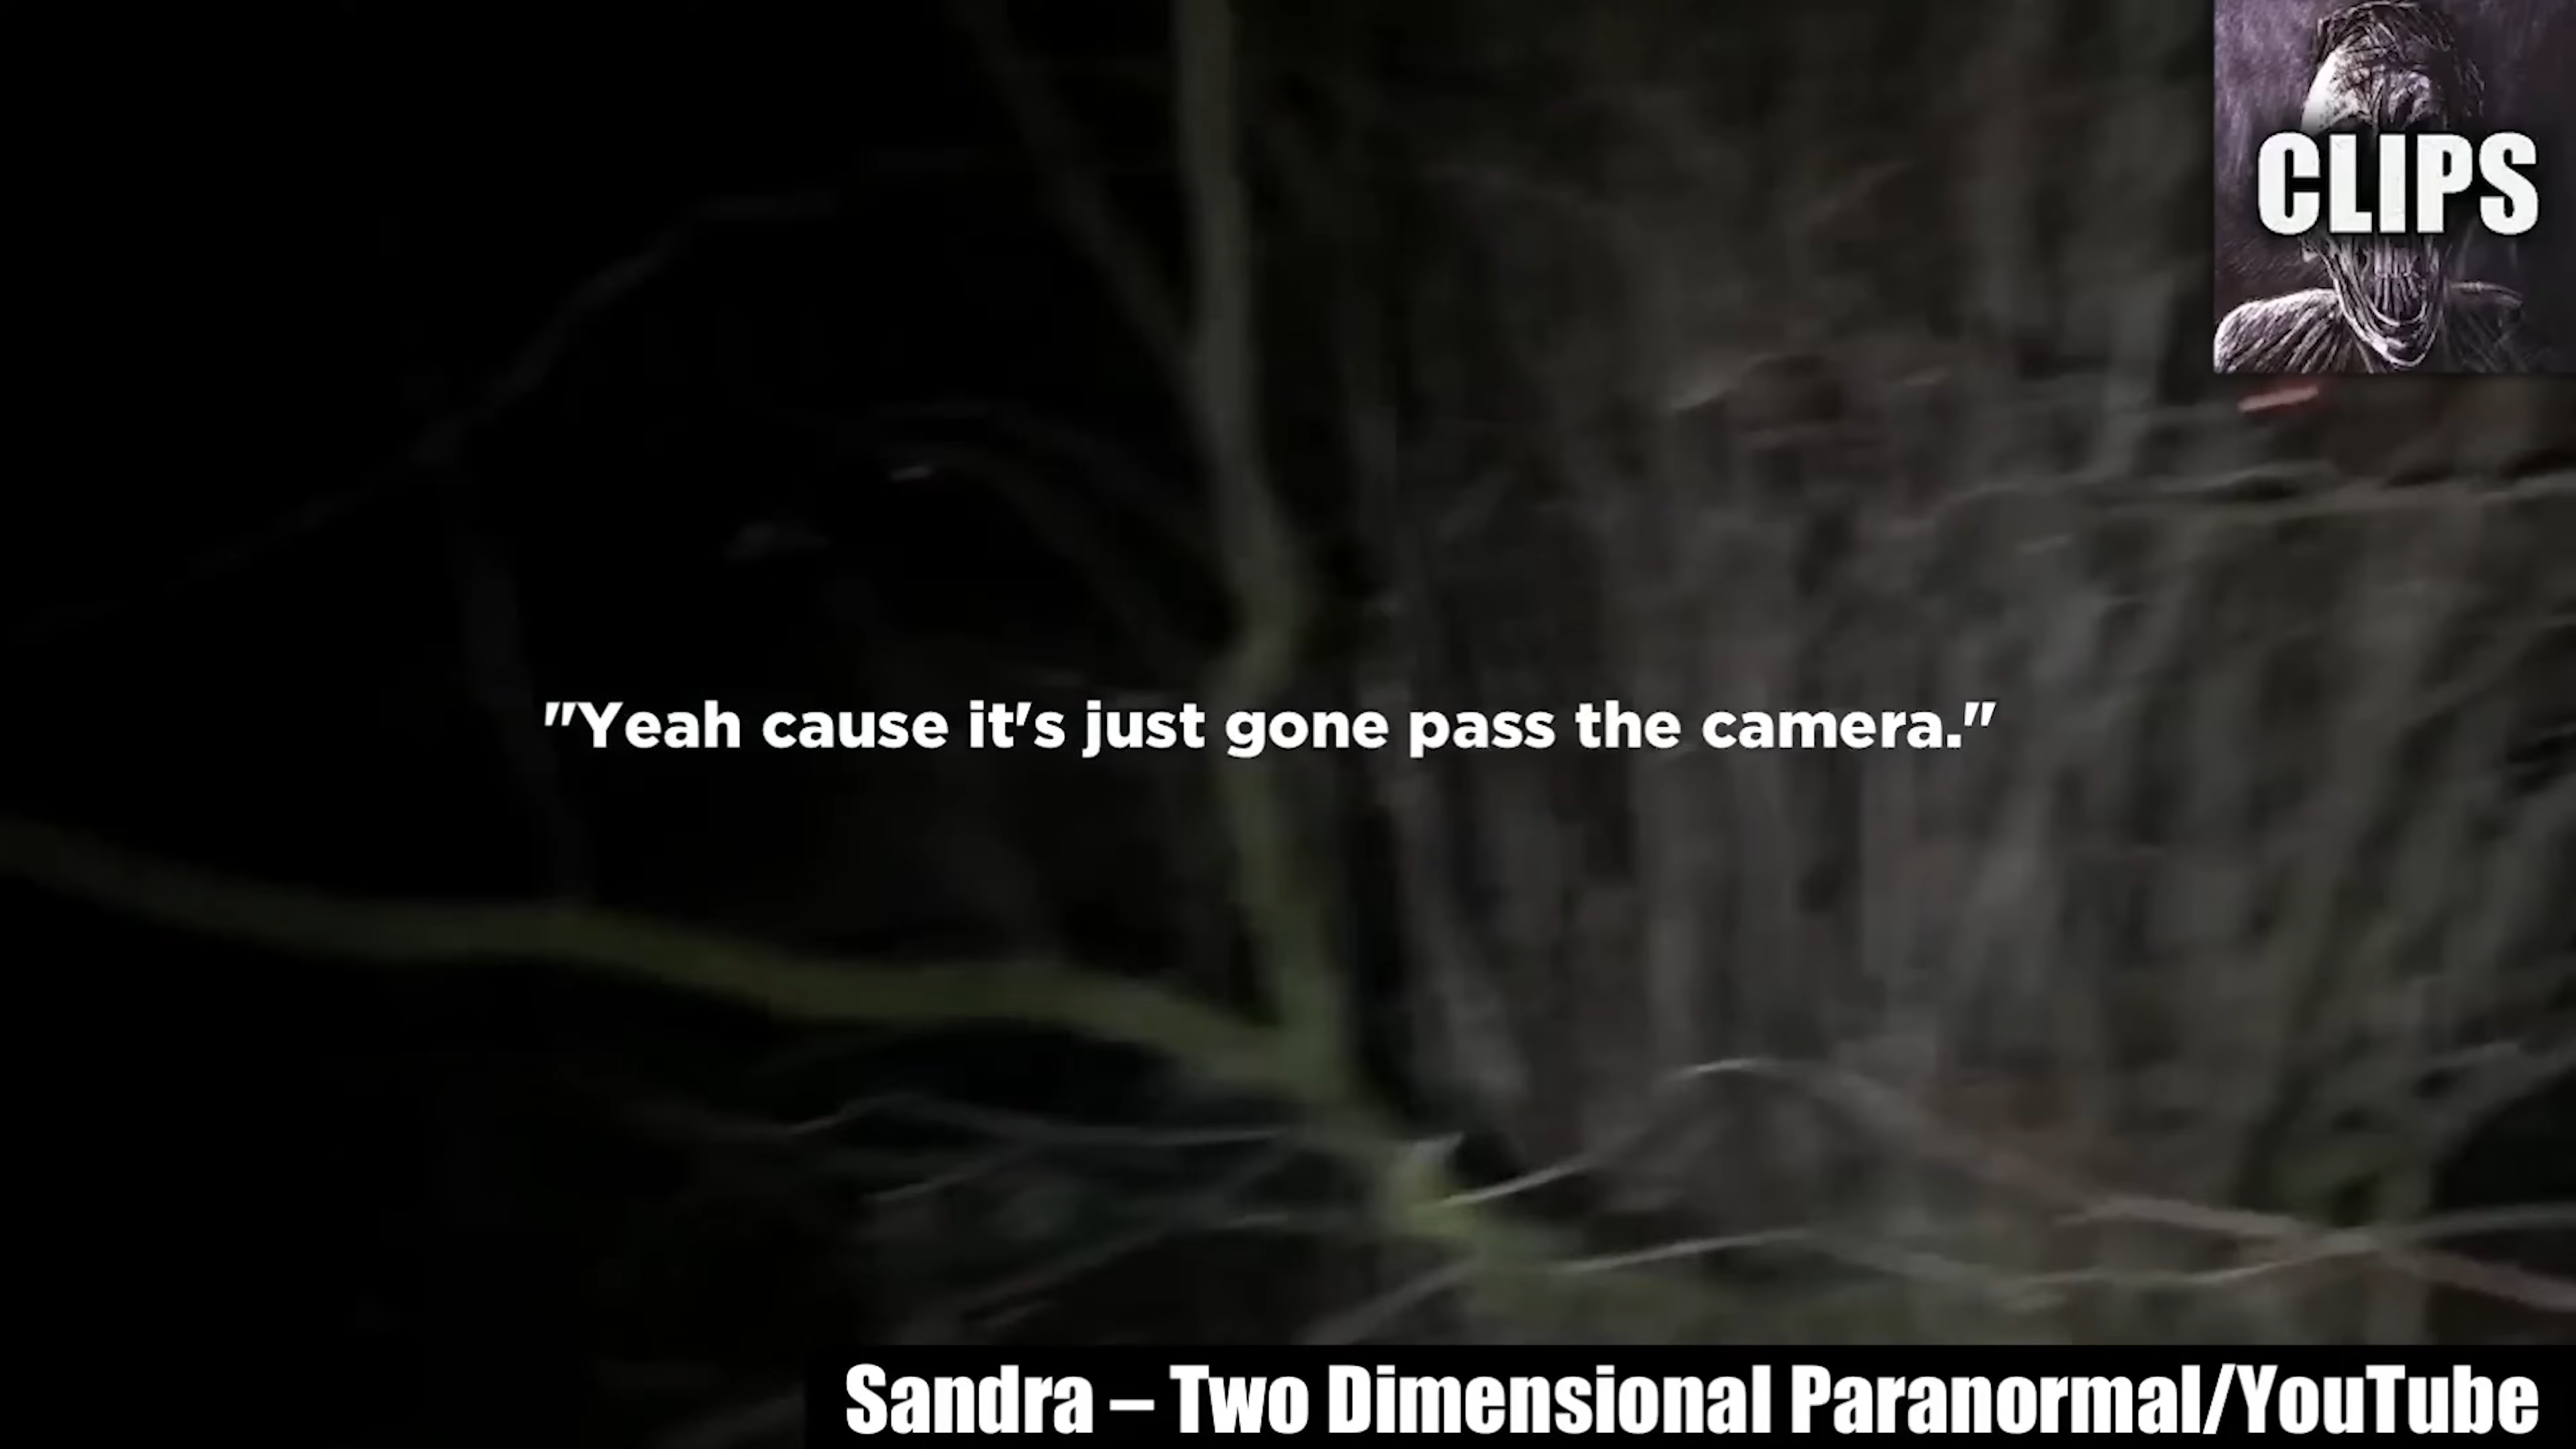 CLIPS
"Yeah cause it's just gone pass the camera."
Sandra – Two Dimensional Paranormal/YouTube